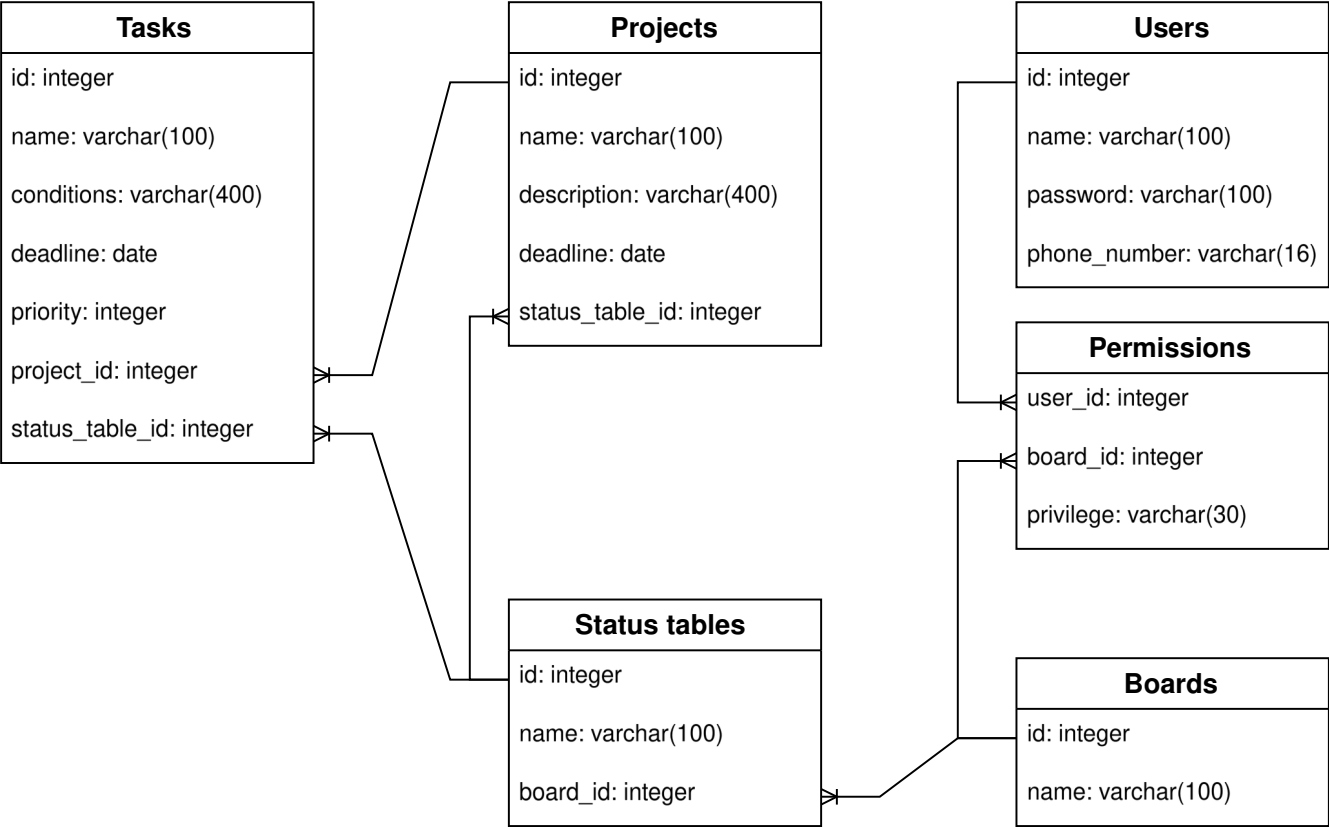 Tasks
id: integer
name: varchar(100)
conditions: varchar(400)
deadline: date
priority: integer
project_id: integer
status_table_id: integer
Projects
id: integer
name: varchar(100)
description: varchar(400)
deadline: date
status_table_id: integer
Users
id: integer
name: varchar(100)
password: varchar(100)
phone_number: varchar(16)
Permissions
user_id: integer
board_id: integer
privilege: varchar(30)
Status tables
id: integer
name: varchar(100)
board_id: integer
Boards
id: integer
name: varchar(100)